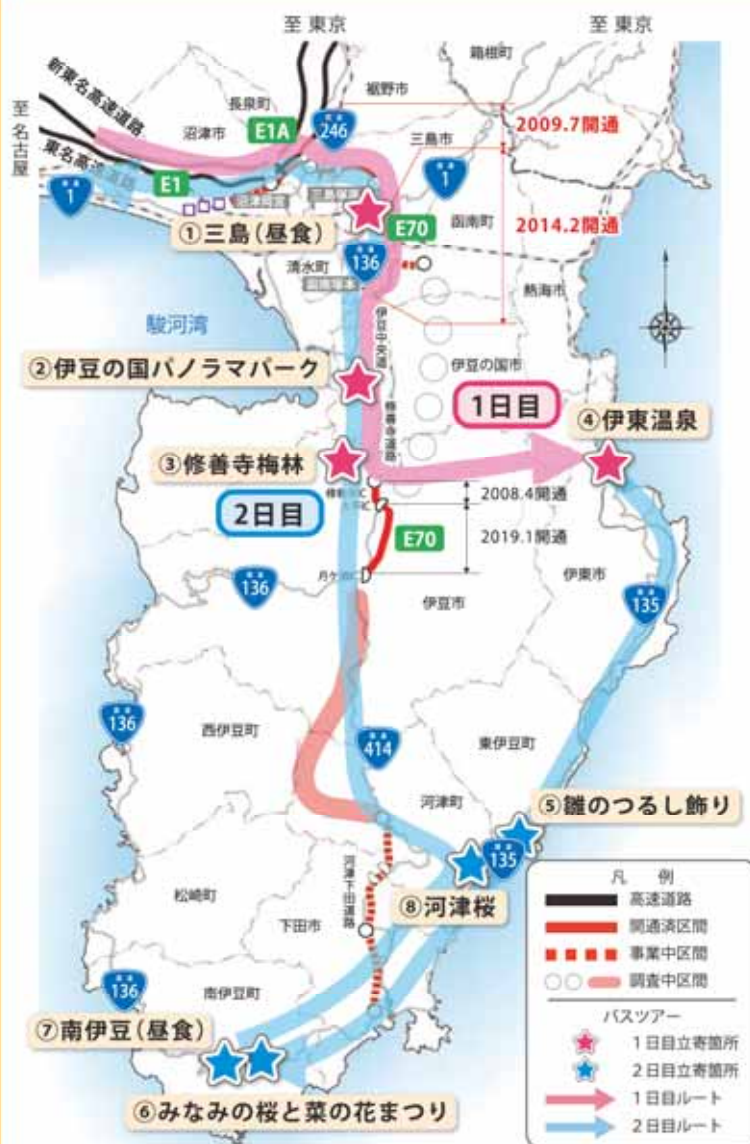 至 東京
至 東京
箱根町
裾野市
新東名高速道路
長泉町
至 名古屋
沼津市
E1A
246
2009.7開通
三島市
東名高速道路
E1
1
1
①三島(昼食)
E70
函南町
2014.2開通
清水町
136
熱海市
駿河湾
伊豆中央道
②伊豆の国パノラマパーク
伊豆の国市
修善寺道路
1日目
④伊東温泉
③修善寺梅林
2008.4開通
2日目
E70
2019.1開通
伊東市
136
135
伊豆市
136
西伊豆町
414
東伊豆町
河津町
⑤雛のつるし飾り
135
河津下田道路
⑧河津桜
松崎町
下田市
136
南伊豆町
⑦南伊豆(昼食)
⑥みなみの桜と菜の花まつり
凡 例
高速道路
開通済区間
事業中区間
調査中区間
バスツアー
1日目立寄箇所
2日目立寄箇所
1日目ルート
2日目ルート